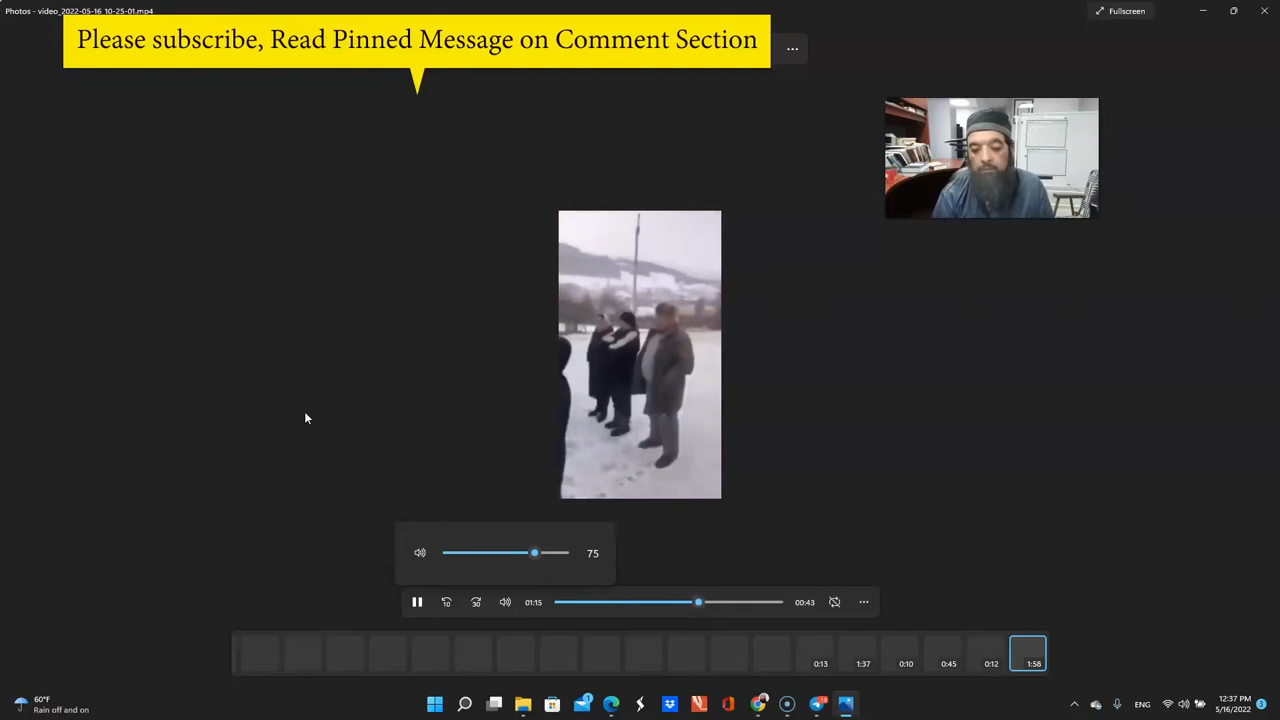 Photos - video_2022-05-16 10-25-01.mp4
Fullscreen
Please subscribe, Read Pinned Message on Comment Section
75
10
30
01:15
00:43
0:13
1:37
0:10
0:45
0:12
1:58
60°F
Rain off and on
ENG
12:37 PM
5/16/2022